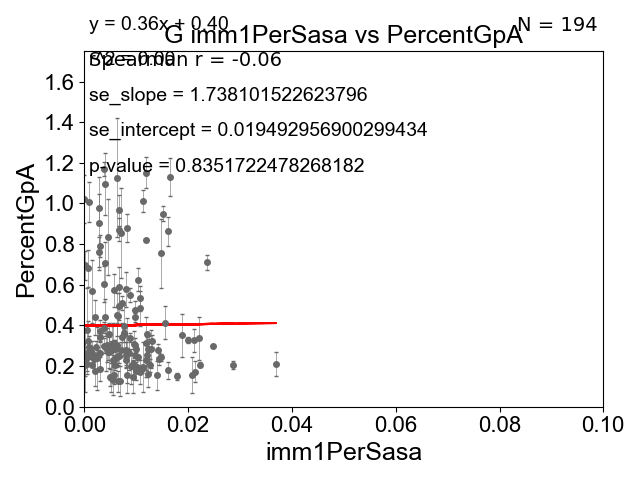 y = 0.36x + 0.40
N = 194
G imm1PerSasa vs PercentGpA
Spearman r = -0.06
se_slope = 1.738101522623796
se_intercept = 0.019492956900299434
p-value = 0.8351722478268182
PercentGpA
1.6
1.4
1.2
1.0
0.8
0.6
0.4
0.2
0.0
0.00
0.02
0.04
0.06
0.08
0.10
imm1PerSasa